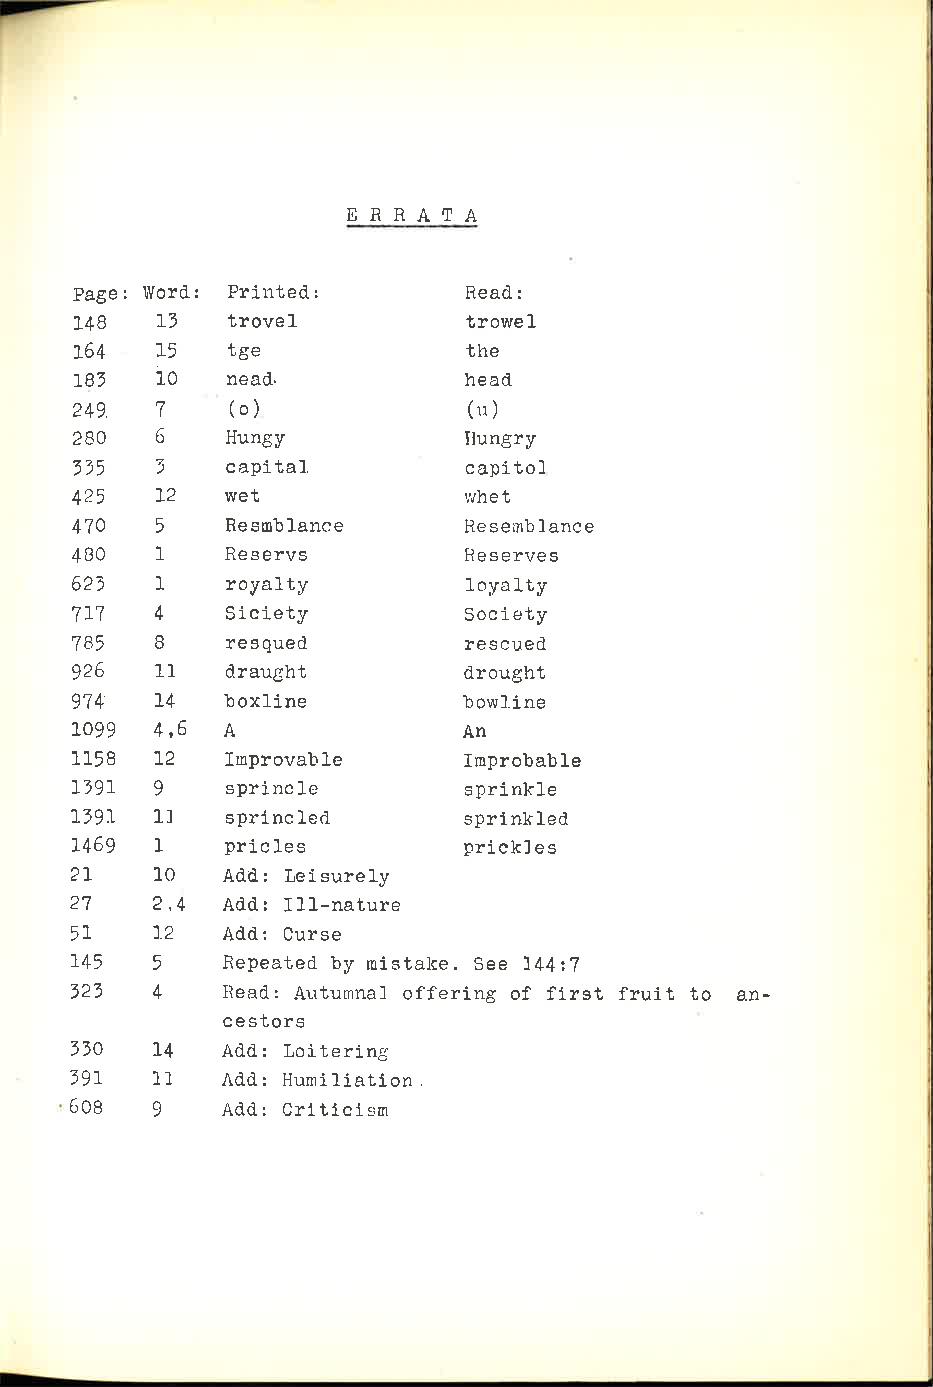 E R R A T A
Page: Word: Printed: Read:
148 13 trovel trowel
164 15 tge the
183 10 nead head
249 7 (o) (u)
280 6 Hungy Hungry
335 3 capital capitol
425 12 wet whet
470 5 Resmblance Resemblance
480 1 Reservs Reserves
623 1 royalty loyalty
717 4 Siciety Society
785 8 resqued rescued
926 11 draught drought
974 14 boxline bowline
1099 4,6 A An
1158 12 Improvable Improbable
1391 9 sprincle sprinkle
1391 11 sprincled sprinkled
1469 1 pricles prickles
21 10 Add: Leisurely
27 2,4 Add: Ill-nature
51 12 Add: Curse
145 5 Repeated by mistake. See 144:7
323 4 Read: Autumnal offering of first fruit to an-
cestors
330 14 Add: Loitering
391 11 Add: Humiliation.
608 9 Add: Criticism